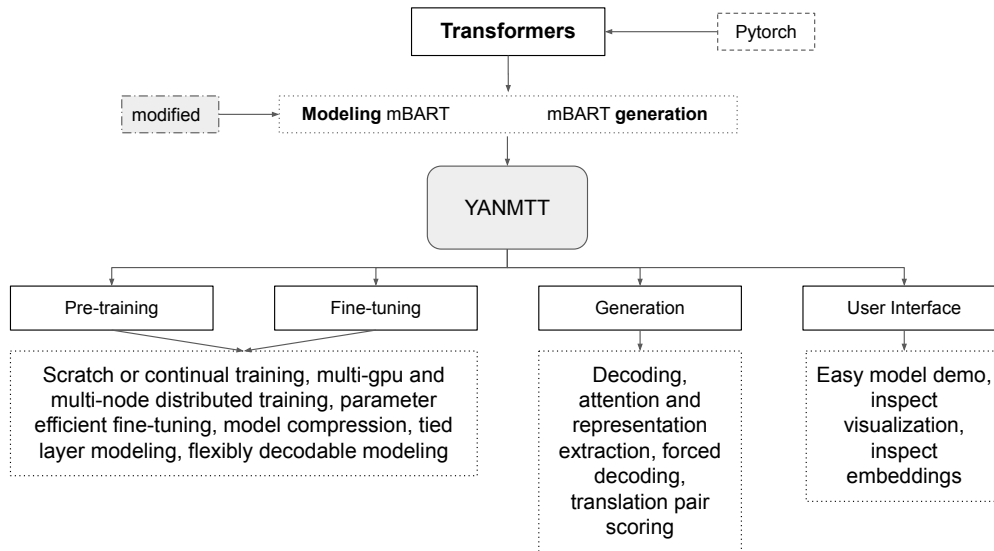 Transformers
Pytorch
modified
Modeling mBART
mBART generation
YANMTT
Pre-training
Fine-tuning
Generation
User Interface
Scratch or continual training, multi-gpu and
multi-node distributed training, parameter
efficient fine-tuning, model compression, tied
layer modeling, flexibly decodable modeling
Decoding,
attention and
representation
extraction, forced
decoding,
translation pair
scoring
Easy model demo,
inspect
visualization,
inspect
embeddings